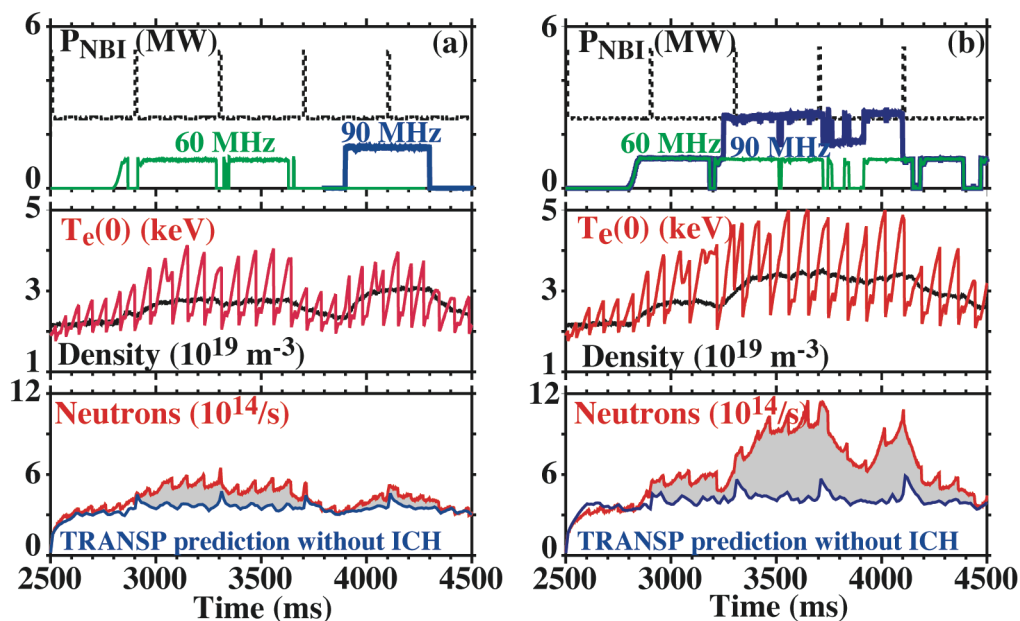 P_NBI (MW) (a)
6
60 MHz 90 MHz
0
5
T_e(0) (keV)
3
Density (10^19 m^-3)
1
12
Neutrons (10^14/s)
6
TRANSP prediction without ICH
0
2500 3000 3500 4000 4500
Time (ms)
P_NBI (MW) (b)
6
60 MHz 90 MHz
0
5
T_e(0) (keV)
3
Density (10^19 m^-3)
1
12
Neutrons (10^14/s)
6
TRANSP prediction without ICH
0
2500 3000 3500 4000 4500
Time (ms)